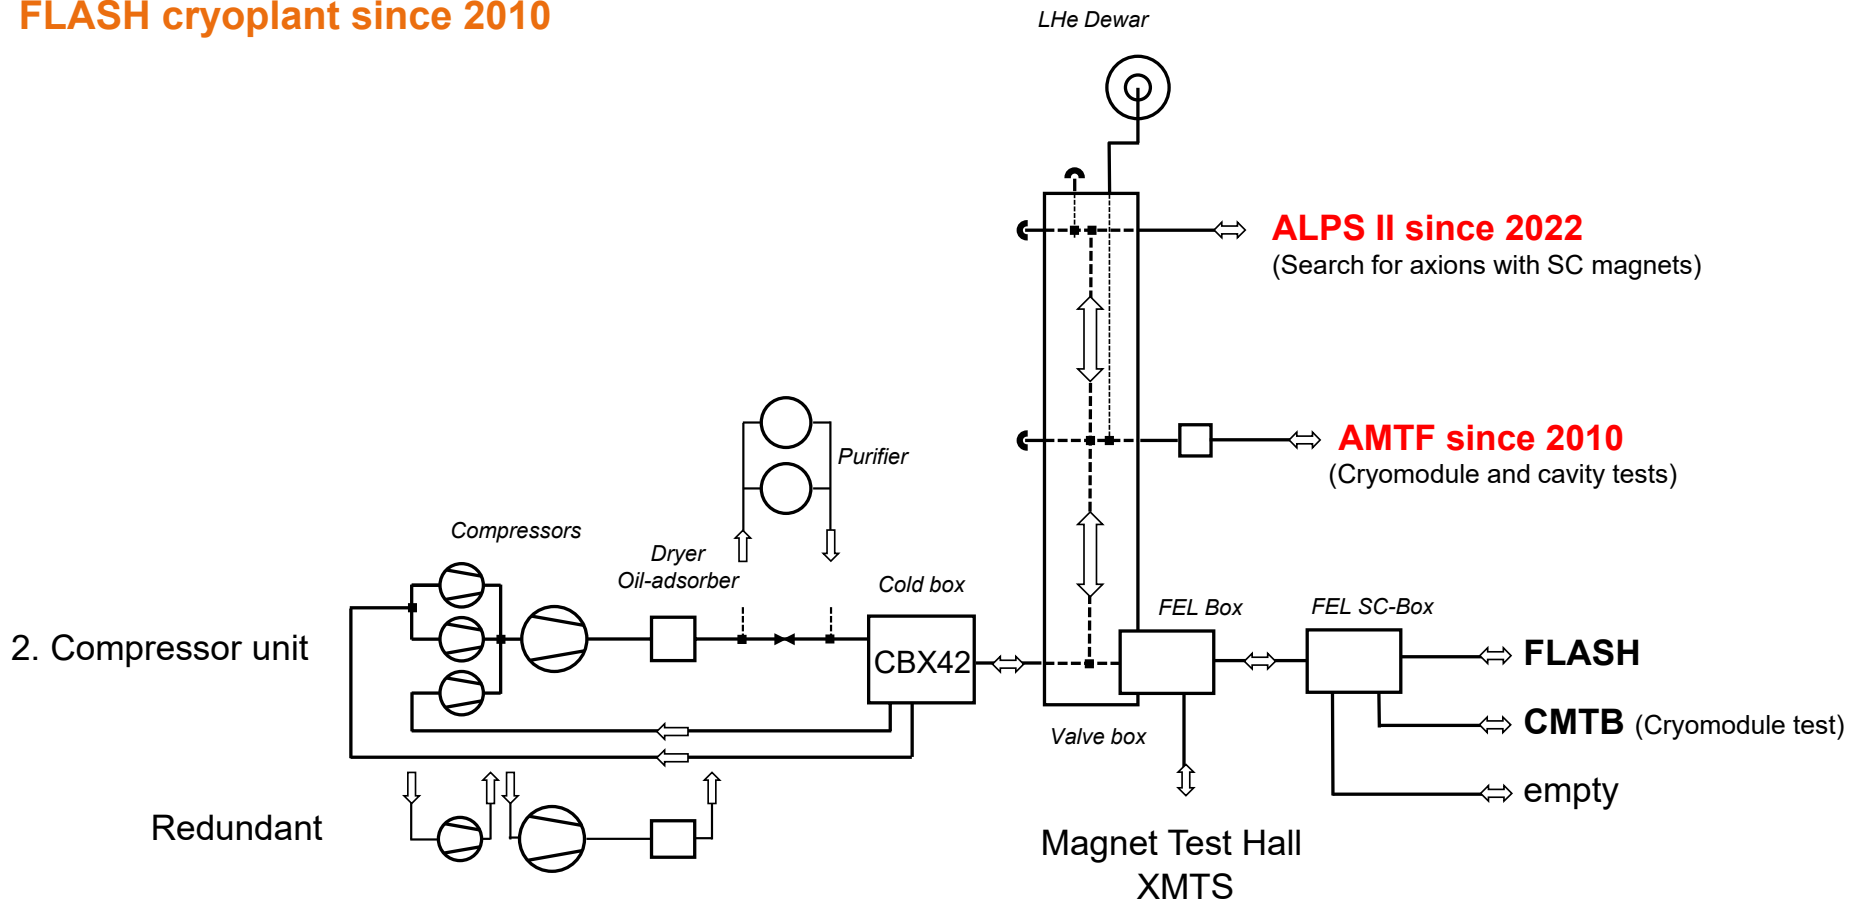 FLASH cryoplant since 2010
LHe Dewar
ALPS II since 2022
(Search for axions with SC magnets)
AMTF since 2010
(Cryomodule and cavity tests)
Purifier
Compressors
Dryer
Oil-adsorber
Cold box
FEL Box
FEL SC-Box
2. Compressor unit
CBX42
FLASH
CMTB (Cryomodule test)
Valve box
empty
Redundant
Magnet Test Hall
XMTS